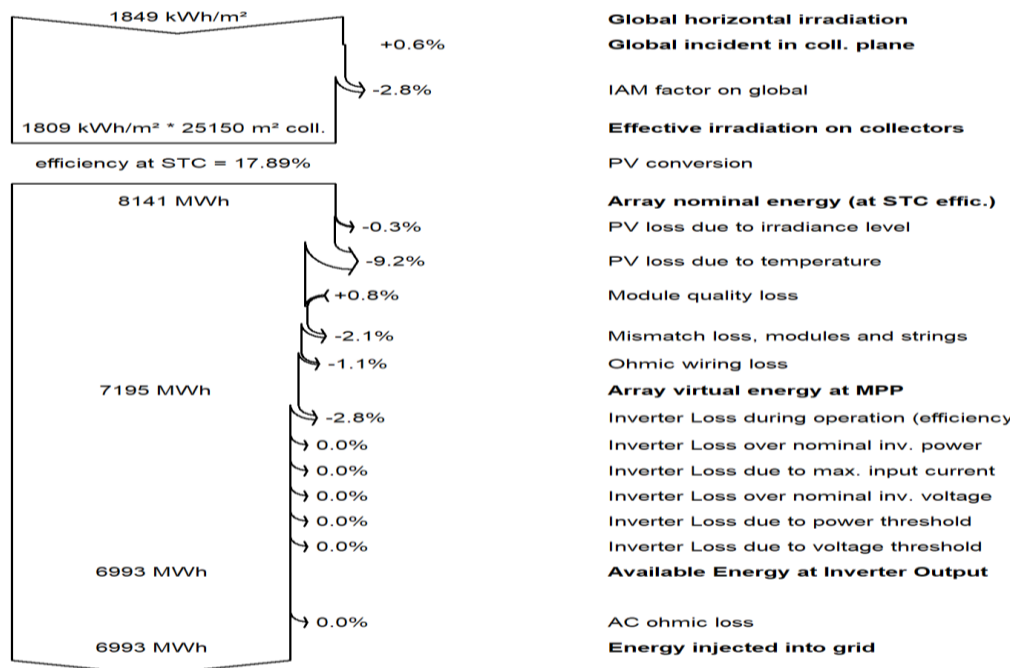 1849 kWh/m² Global horizontal irradiation
+0.6% Global incident in coll. plane
-2.8% IAM factor on global
1809 kWh/m² * 25150 m² coll. Effective irradiation on collectors
efficiency at STC = 17.89% PV conversion
8141 MWh Array nominal energy (at STC effic.)
-0.3% PV loss due to irradiance level
-9.2% PV loss due to temperature
+0.8% Module quality loss
-2.1% Mismatch loss, modules and strings
-1.1% Ohmic wiring loss
7195 MWh Array virtual energy at MPP
-2.8% Inverter Loss during operation (efficiency
0.0% Inverter Loss over nominal inv. power
0.0% Inverter Loss due to max. input current
0.0% Inverter Loss over nominal inv. voltage
0.0% Inverter Loss due to power threshold
0.0% Inverter Loss due to voltage threshold
6993 MWh Available Energy at Inverter Output
0.0% AC ohmic loss
6993 MWh Energy injected into grid